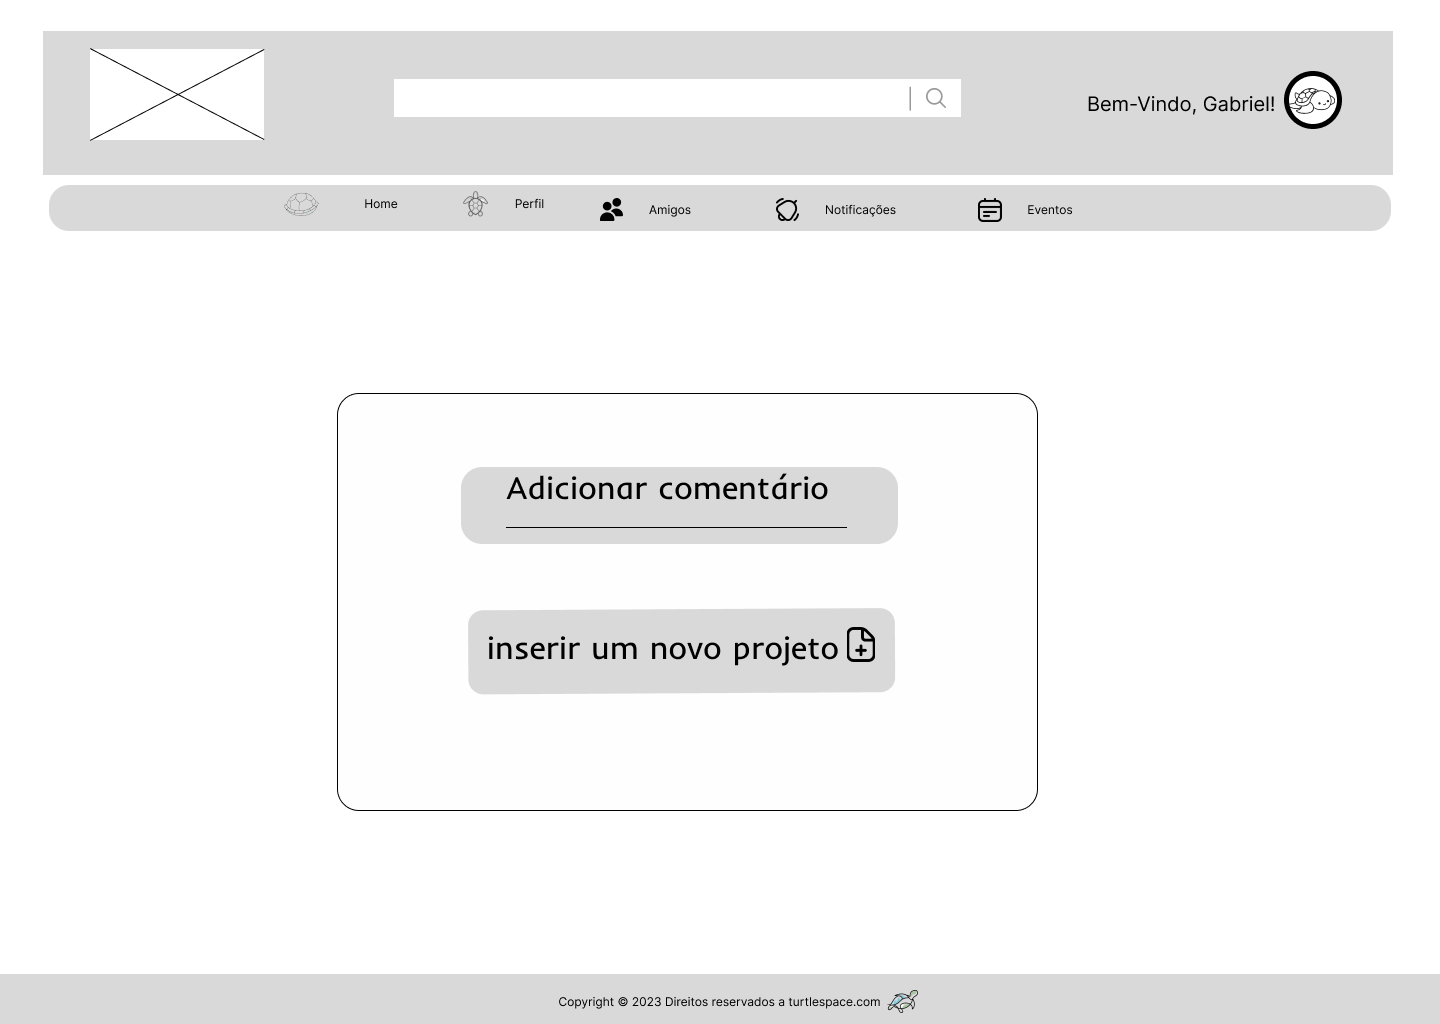 Bem-Vindo, Gabriel!
Home
Perfil
Amigos
Notificações
Eventos
Adicionar comentário
inserir um novo projeto
Copyright © 2023 Direitos reservados a turtlespace.com